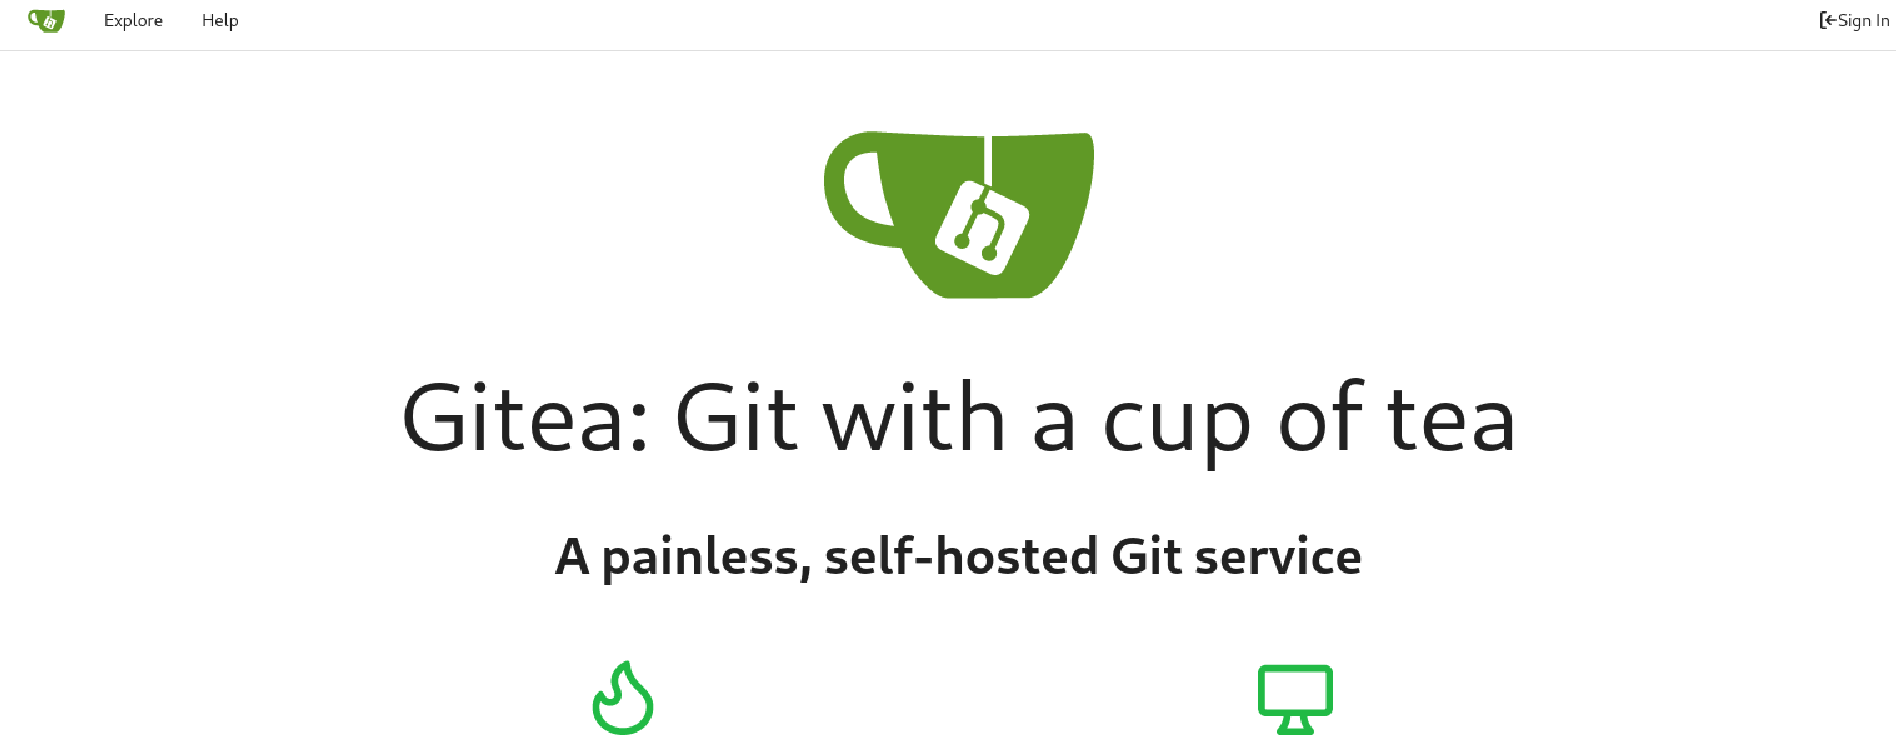 Explore Help Sign In
Gitea: Git with a cup of tea
A painless, self-hosted Git service